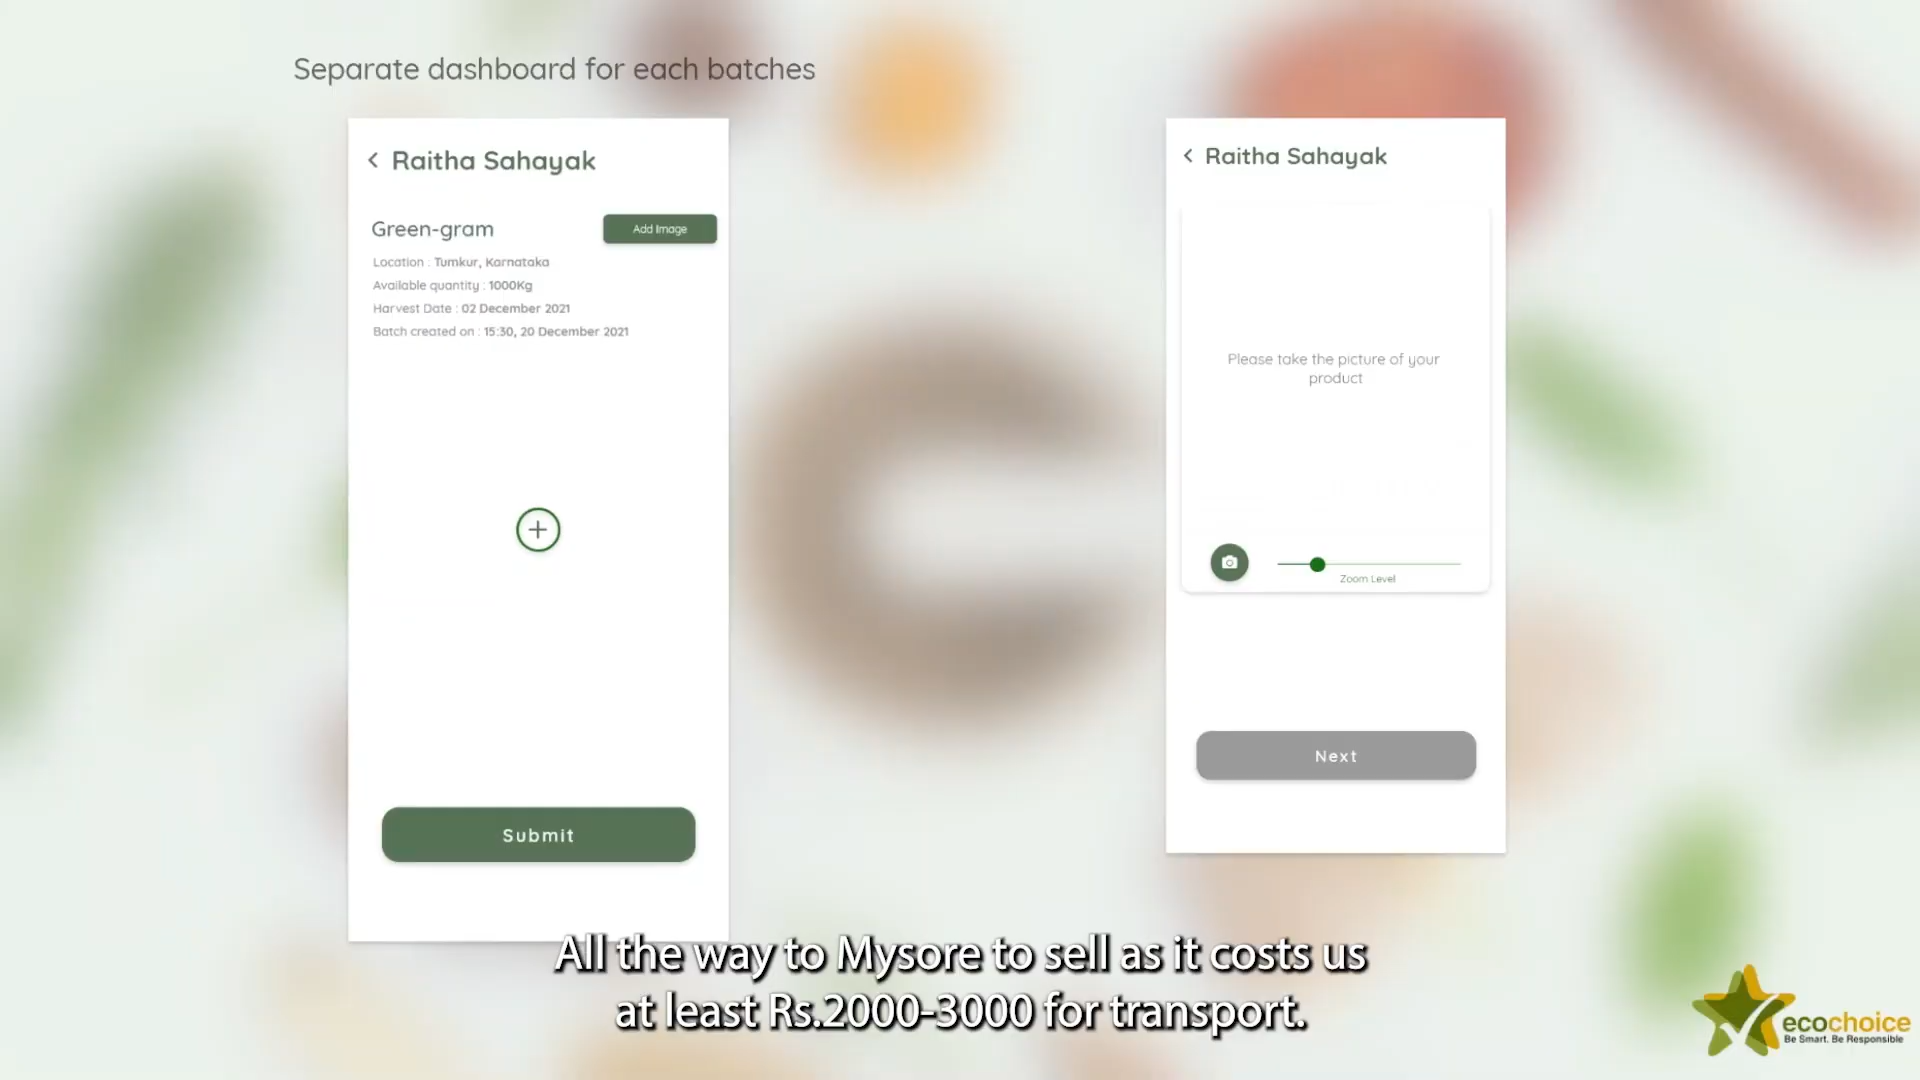 Separate dashboard for each batches
Raitha Sahayak
Green-gram
Add Image
Location : Tumkur, Karnataka
Available quantity : 1000Kg
Harvest Date : 02 December 2021
Batch created on : 15:30, 20 December 2021
Submit
Raitha Sahayak
Please take the picture of your
product
Zoom Level
Next
All the way to Mysore to sell as it costs us
at least Rs.2000-3000 for transport.
ecochoice
Be Smart. Be Responsible